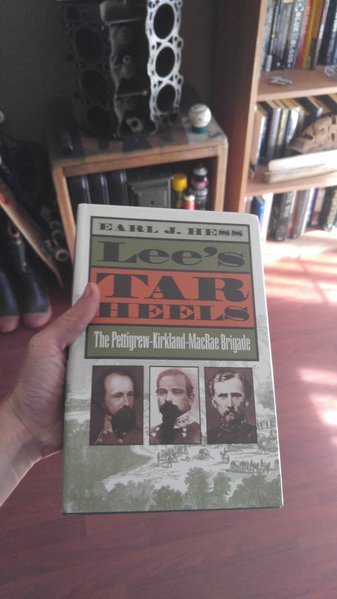 EARL J. HESS
Lee's
TAR
HEELS
The Pettigrew-Kirkland-MacRae Brigade